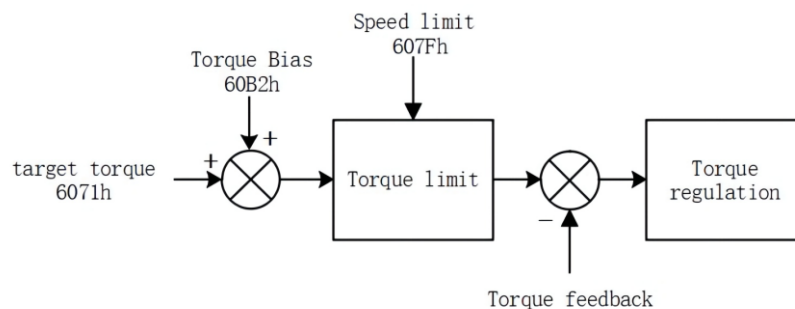 Speed limit
607Fh
Torque Bias
60B2h
+
+
target torque
6071h
Torque limit
Torque
regulation
−
Torque feedback